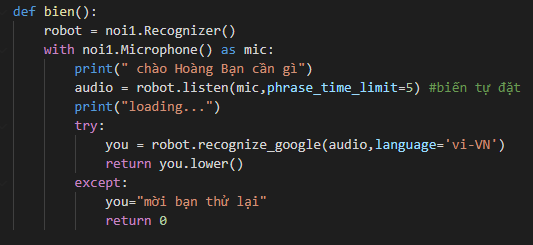 def bien():
    robot = noi1.Recognizer()
    with noi1.Microphone() as mic:
        print(" chào Hoàng Bạn cần gì")
        audio = robot.listen(mic,phrase_time_limit=5) #biến tự đặt
        print("loading...")
        try:
            you = robot.recognize_google(audio,language='vi-VN')
            return you.lower()
        except:
            you="mời bạn thử lại"
            return 0